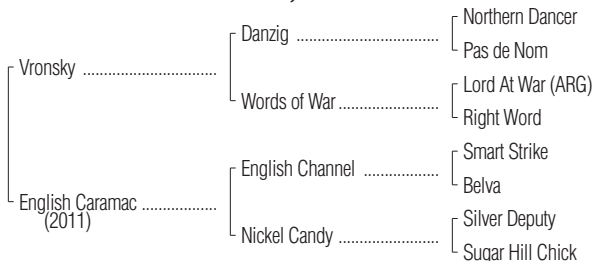 Northern Dancer
Danzig ..................................
Pas de Nom
Vronsky ................................
Lord At War (ARG)
Words of War........................
Right Word
Smart Strike
English Channel ..................
Belva
English Caramac ..................
(2011)
Silver Deputy
Nickel Candy ........................
Sugar Hill Chick